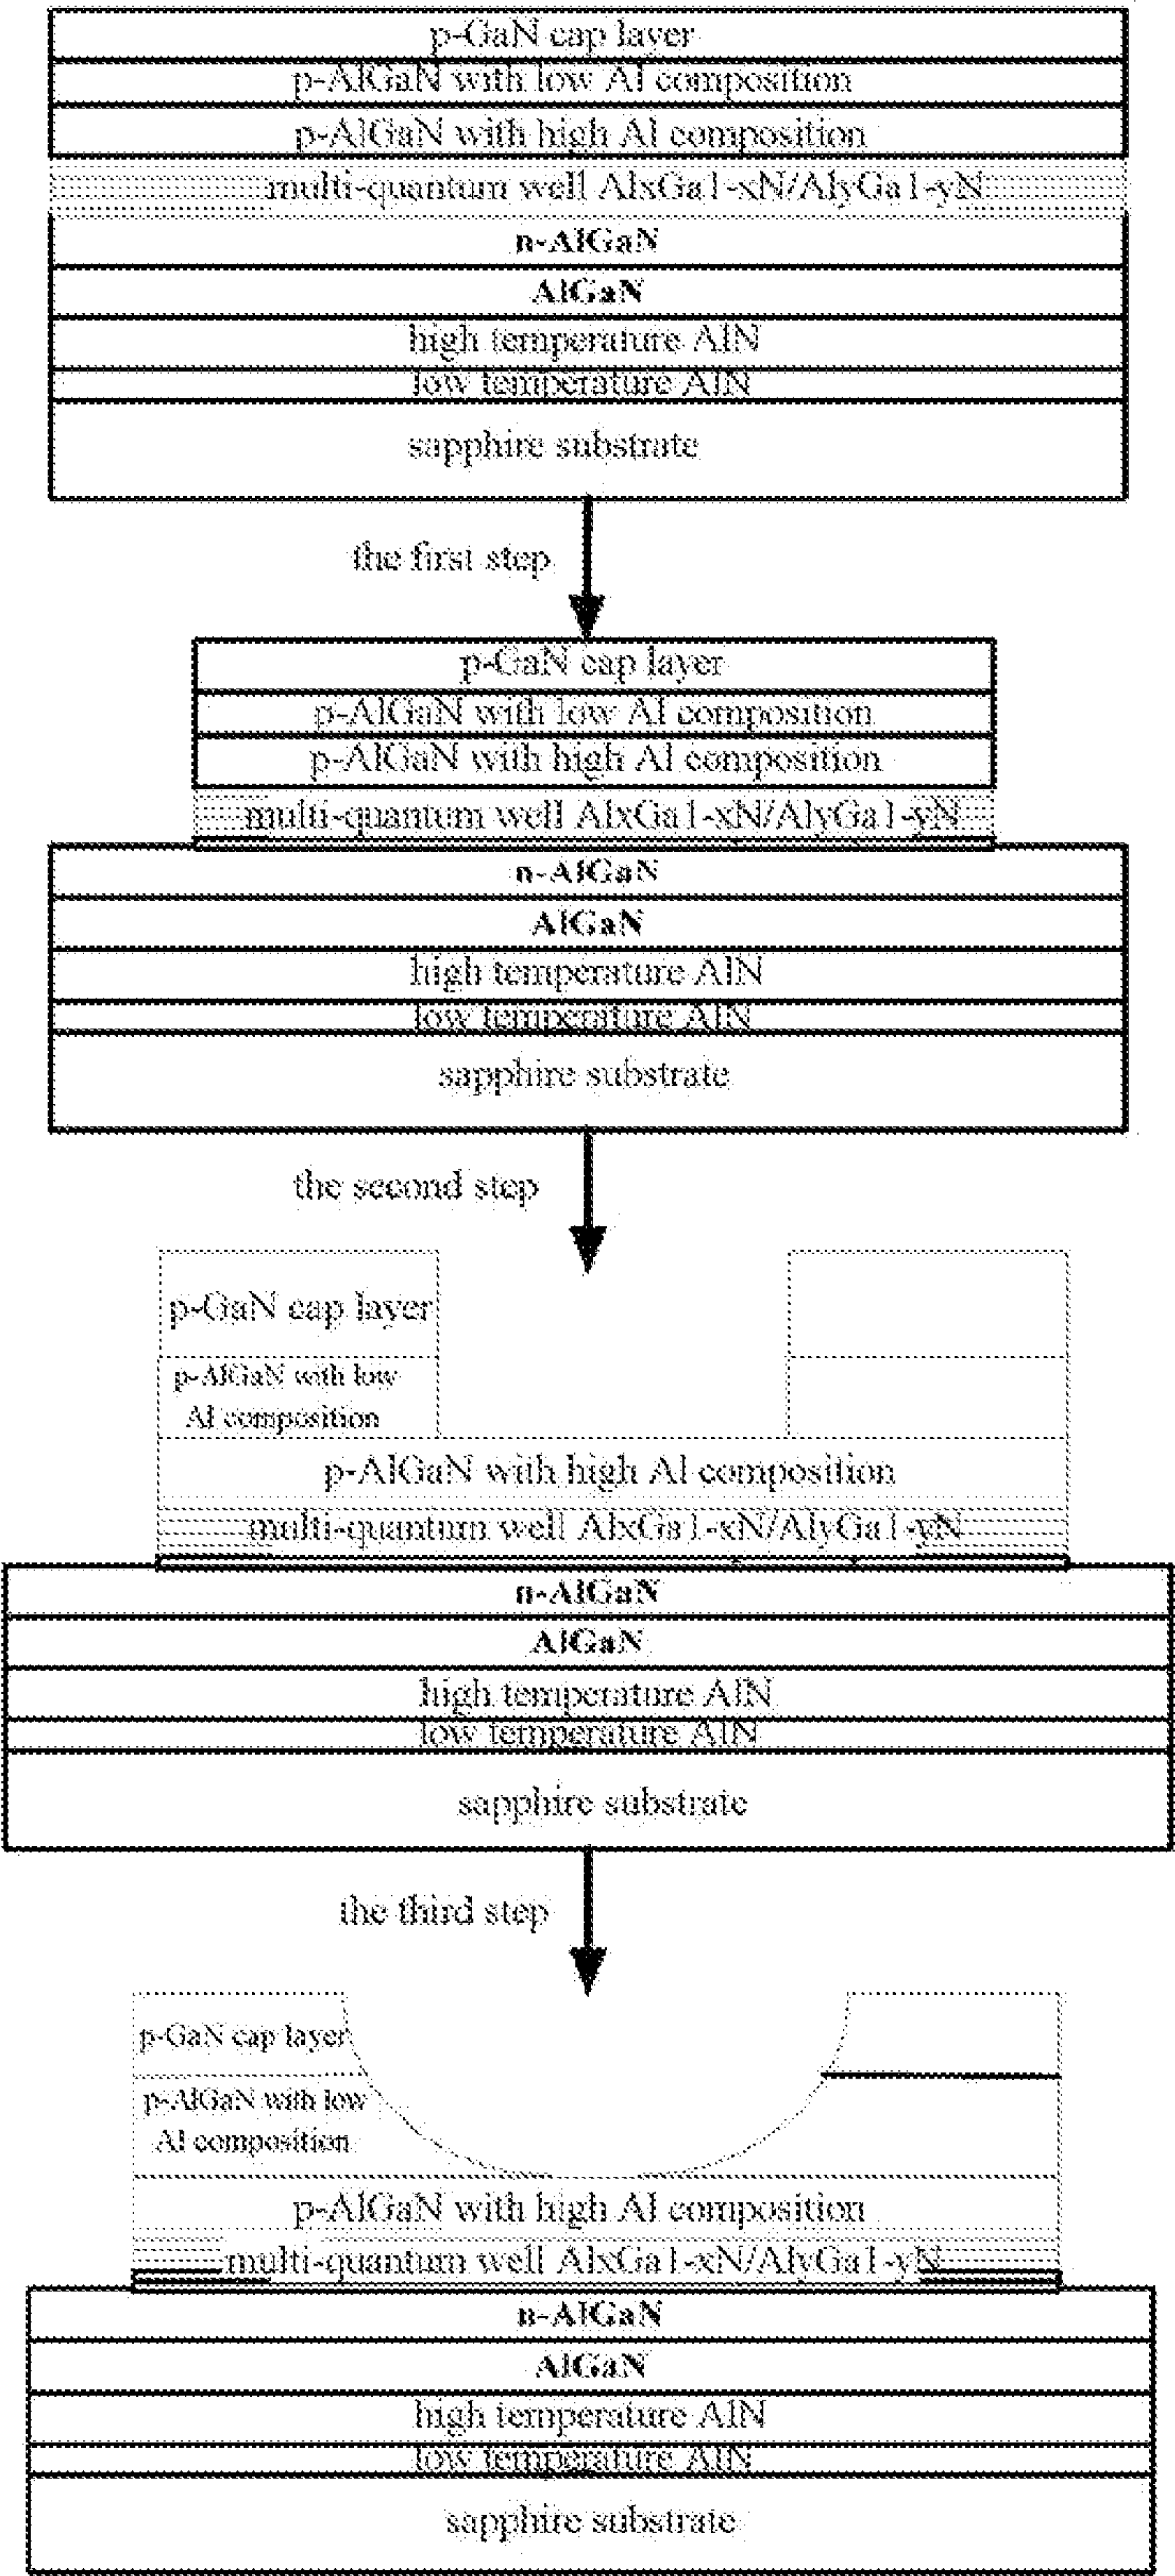 p-GaN cap layer
p-AlGaN with low Al composition
p-AlGaN with high Al composition
multi-quantum well AlxGa1-xN/AlyGa1-yN
n-AlGaN
AlGaN
high temperature AlN
low temperature AlN
sapphire substrate
the first step
p-GaN cap layer
p-AlGaN with low Al composition
p-AlGaN with high Al composition
multi-quantum well AlxGa1-xN/AlyGa1-yN
n-AlGaN
AlGaN
high temperature AlN
low temperature AlN
sapphire substrate
the second step
p-GaN cap layer
p-AlGaN with low
Al composition
p-AlGaN with high Al composition
multi-quantum well AlxGa1-xN/AlyGa1-yN
n-AlGaN
AlGaN
high temperature AlN
low temperature AlN
sapphire substrate
the third step
p-GaN cap layer
p-AlGaN with low
Al composition
p-AlGaN with high Al composition
multi-quantum well AlxGa1-xN/AlyGa1-yN
n-AlGaN
AlGaN
high temperature AlN
low temperature AlN
sapphire substrate